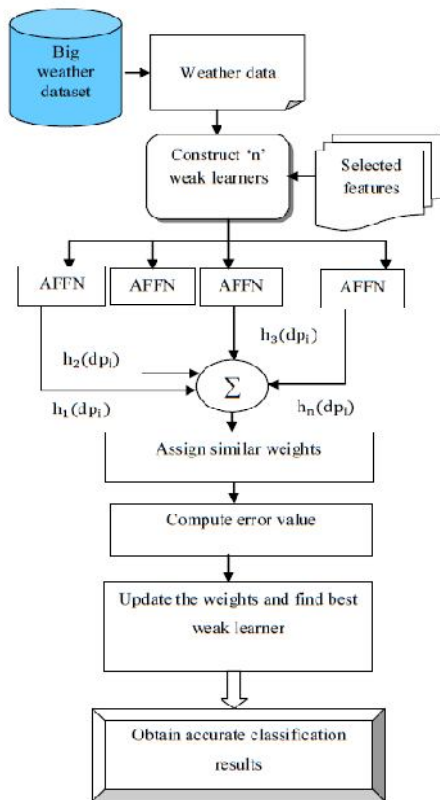 Big
weather
dataset
Weather data
Construct 'n'
weak learners
Selected
features
AFFN
AFFN
AFFN
AFFN
h₂(dpᵢ)
h₃(dpᵢ)
∑
h₁(dpᵢ)
hₙ(dpᵢ)
Assign similar weights
Compute error value
Update the weights and find best
weak learner
Obtain accurate classification
results